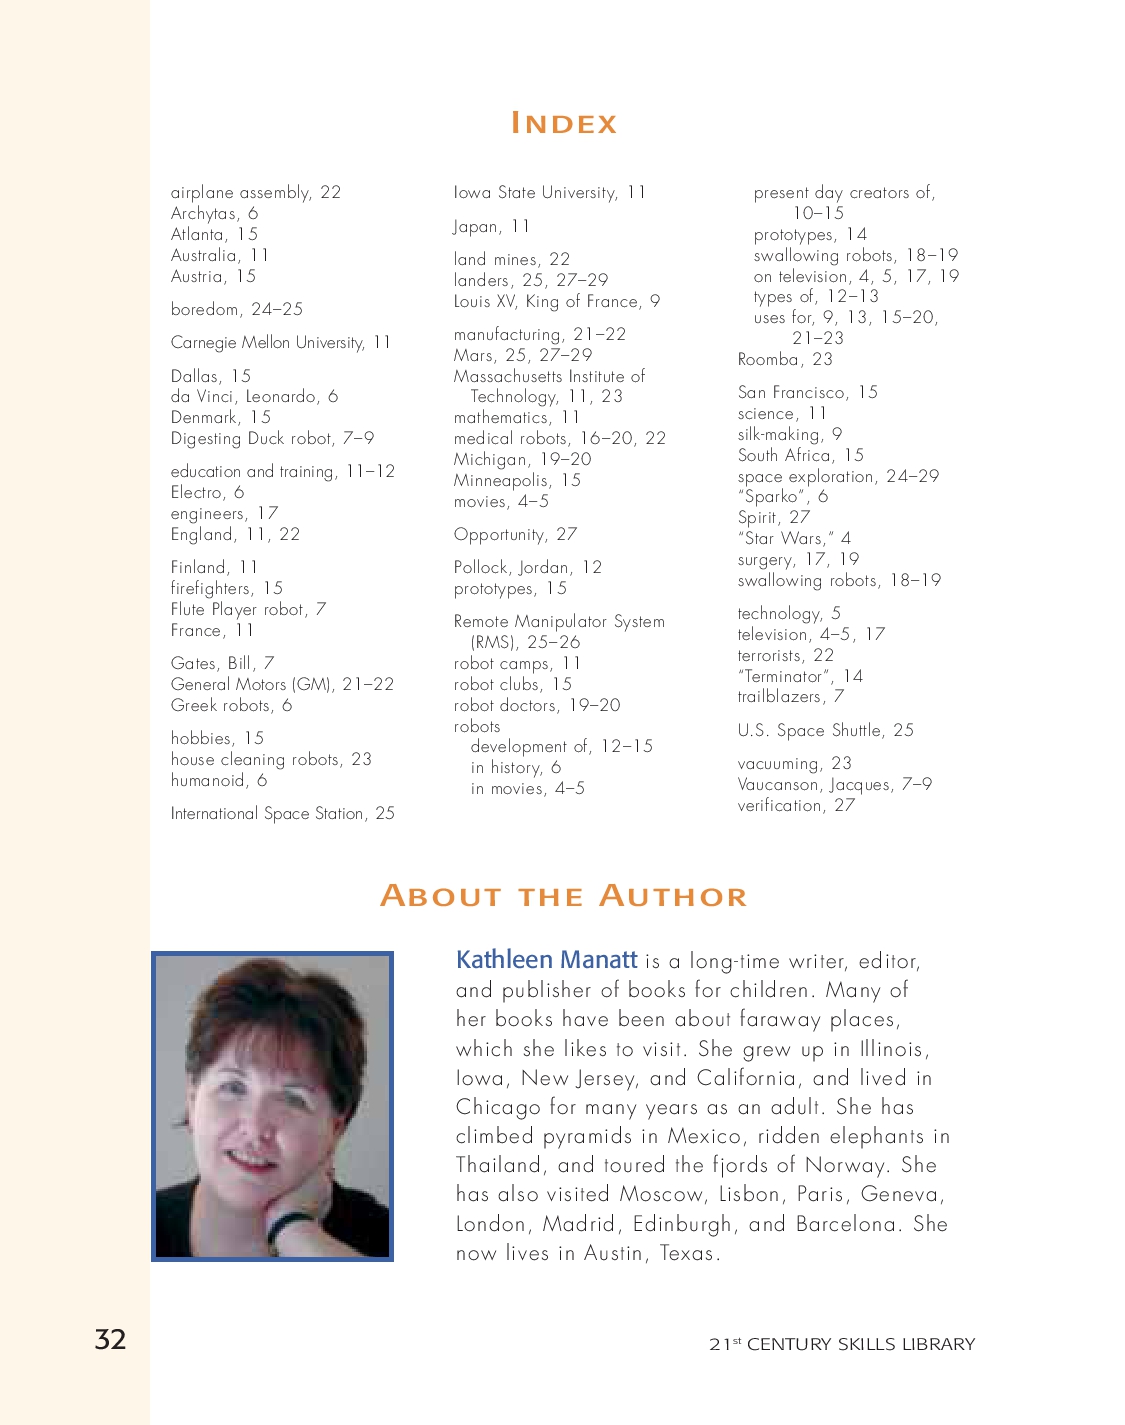 INDEX
airplane assembly, 22
Archytas, 6
Atlanta, 15
Australia, 11
Austria, 15
boredom, 24–25
Carnegie Mellon University, 11
Dallas, 15
da Vinci, Leonardo, 6
Denmark, 15
Digesting Duck robot, 7–9
education and training, 11–12
Electro, 6
engineers, 17
England, 11, 22
Finland, 11
firefighters, 15
Flute Player robot, 7
France, 11
Gates, Bill, 7
General Motors (GM), 21–22
Greek robots, 6
hobbies, 15
house cleaning robots, 23
humanoid, 6
International Space Station, 25
Iowa State University, 11
Japan, 11
land mines, 22
landers, 25, 27–29
Louis XV, King of France, 9
manufacturing, 21–22
Mars, 25, 27–29
Massachusetts Institute of
Technology, 11, 23
mathematics, 11
medical robots, 16–20, 22
Michigan, 19–20
Minneapolis, 15
movies, 4–5
Opportunity, 27
Pollock, Jordan, 12
prototypes, 15
Remote Manipulator System
(RMS), 25–26
robot camps, 11
robot clubs, 15
robot doctors, 19–20
robots
development of, 12–15
in history, 6
in movies, 4–5
present day creators of,
10–15
prototypes, 14
swallowing robots, 18–19
on television, 4, 5, 17, 19
types of, 12–13
uses for, 9, 13, 15–20,
21–23
Roomba, 23
San Francisco, 15
science, 11
silk-making, 9
South Africa, 15
space exploration, 24–29
“Sparko”, 6
Spirit, 27
“Star Wars,” 4
surgery, 17, 19
swallowing robots, 18–19
technology, 5
television, 4–5, 17
terrorists, 22
“Terminator”, 14
trailblazers, 7
U.S. Space Shuttle, 25
vacuuming, 23
Vaucanson, Jacques, 7–9
verification, 27
ABOUT THE AUTHOR
Kathleen Manatt is a long-time writer, editor,
and publisher of books for children. Many of
her books have been about faraway places,
which she likes to visit. She grew up in Illinois,
Iowa, New Jersey, and California, and lived in
Chicago for many years as an adult. She has
climbed pyramids in Mexico, ridden elephants in
Thailand, and toured the fjords of Norway. She
has also visited Moscow, Lisbon, Paris, Geneva,
London, Madrid, Edinburgh, and Barcelona. She
now lives in Austin, Texas.
32
21st CENTURY SKILLS LIBRARY